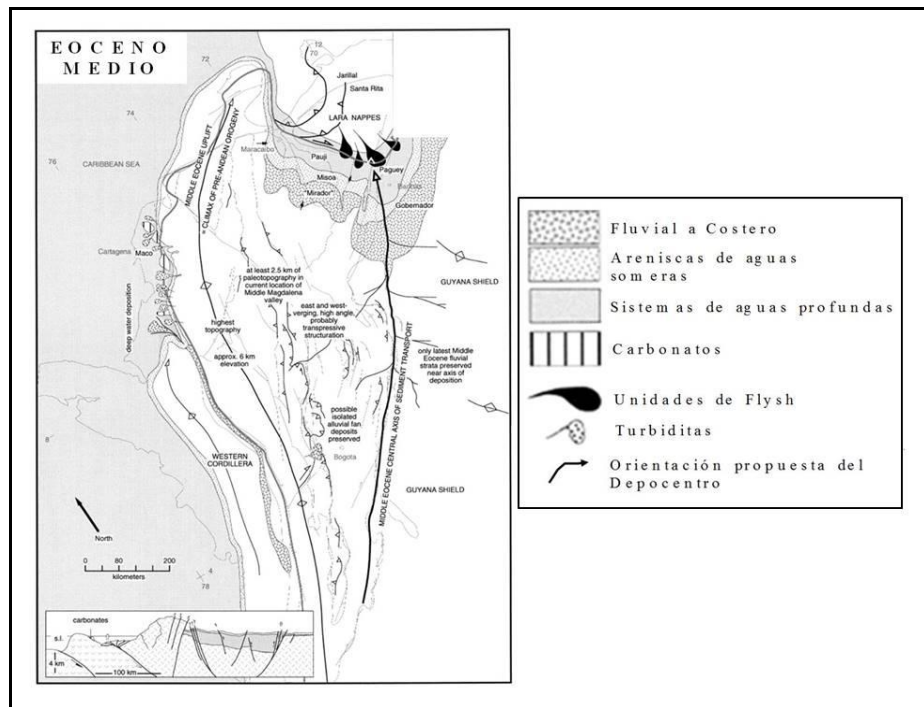 EOCENO
MEDIO
72
70
Jarillal
Santa Rita
LARA NAPPES
74
76
CARIBBEAN SEA
MIDDLE EOCENE UPLIFT
= CLIMAX OF PRE-ANDEAN OROGENY
Maracaibo
Pauji
Misoa
"Mirador"
Paguey
Gobernador
Cartagena
Maco
deep water deposition
at least 2.5 km of
paleotopography in
current location of
Middle Magdalena
valley
GUYANA SHIELD
highest
topography
approx. 6 km
elevation
east and west-
verging, high angle,
probably
transpressive
structuration
only latest Middle
Eocene fluvial
strata preserved
near axis of
deposition
MIDDLE EOCENE CENTRAL AXIS OF SEDIMENT TRANSPORT
possible
isolated
alluvial fan
deposits
preserved
8
WESTERN
CORDILLERA
Bogota
GUYANA SHIELD
North
0 80 200
kilometers
4
78
carbonates
s.l.
4 km
100 km
Fluvial a Costero
Areniscas de aguas
someras
Sistemas de aguas profundas
Carbonatos
Unidades de Flysh
Turbiditas
Orientación propuesta del
Depocentro